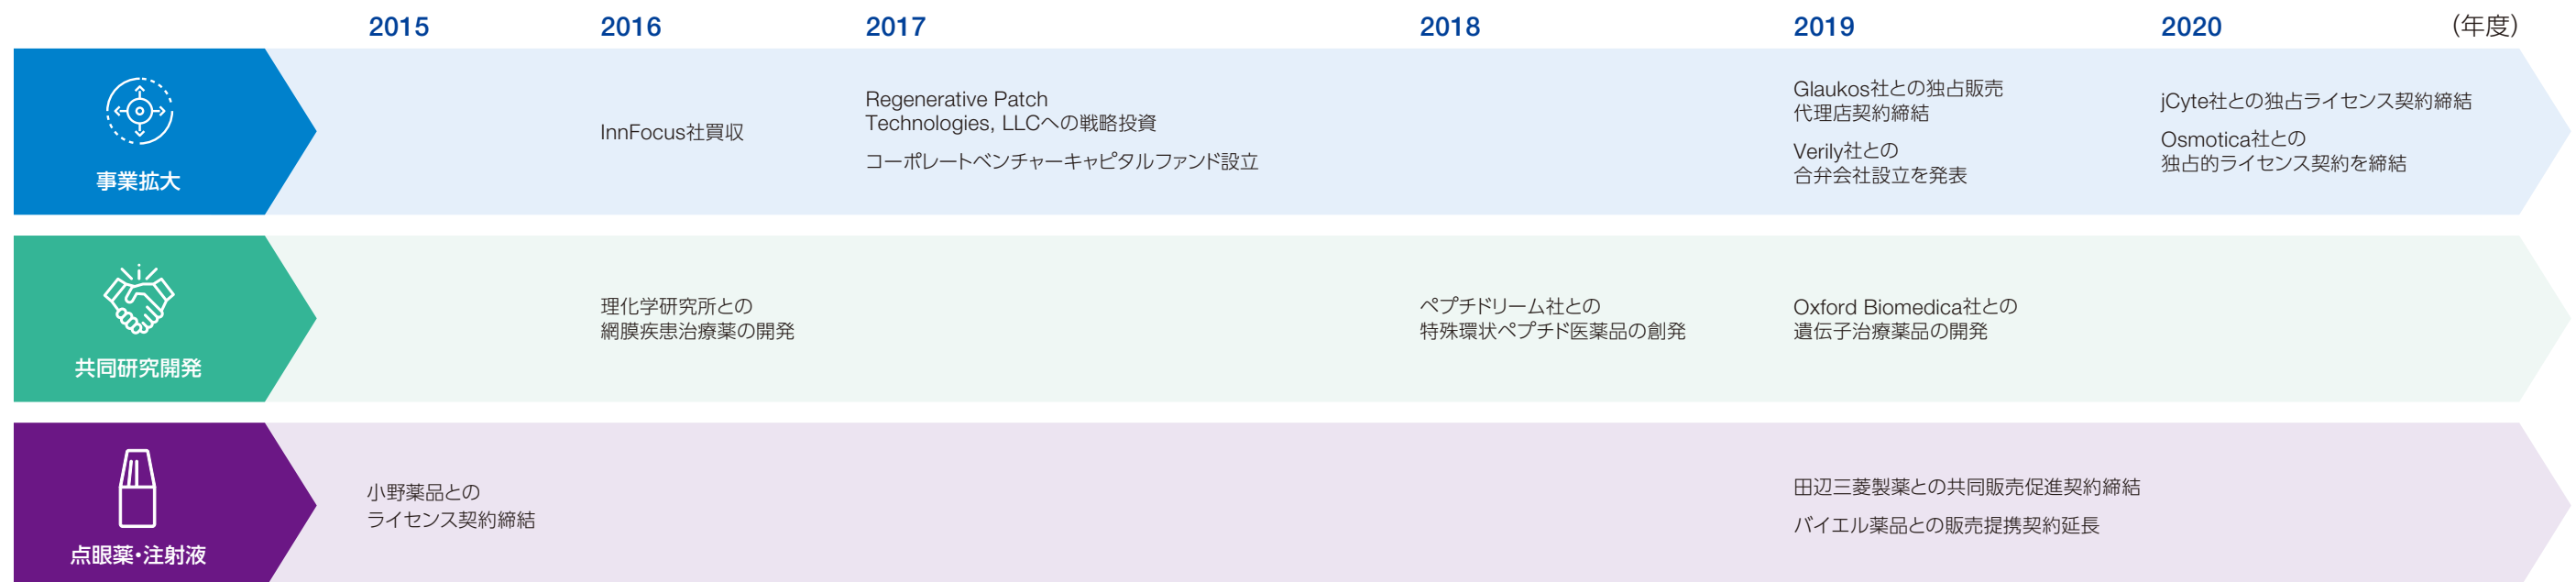 2015
2016
2017
2018
2019
2020
（年度）
事業拡大
InnFocus社買収
Regenerative Patch
Technologies, LLCへの戦略投資
コーポレートベンチャーキャピタルファンド設立
Glaukos社との独占販売
代理店契約締結
Verily社との
合弁会社設立を発表
jCyte社との独占ライセンス契約締結
Osmotica社との
独占的ライセンス契約を締結
共同研究開発
理化学研究所との
網膜疾患治療薬の開発
ペプチドリーム社との
特殊環状ペプチド医薬品の創発
Oxford Biomedica社との
遺伝子治療薬品の開発
点眼薬・注射液
小野薬品との
ライセンス契約締結
田辺三菱製薬との共同販売促進契約締結
バイエル薬品との販売提携契約延長